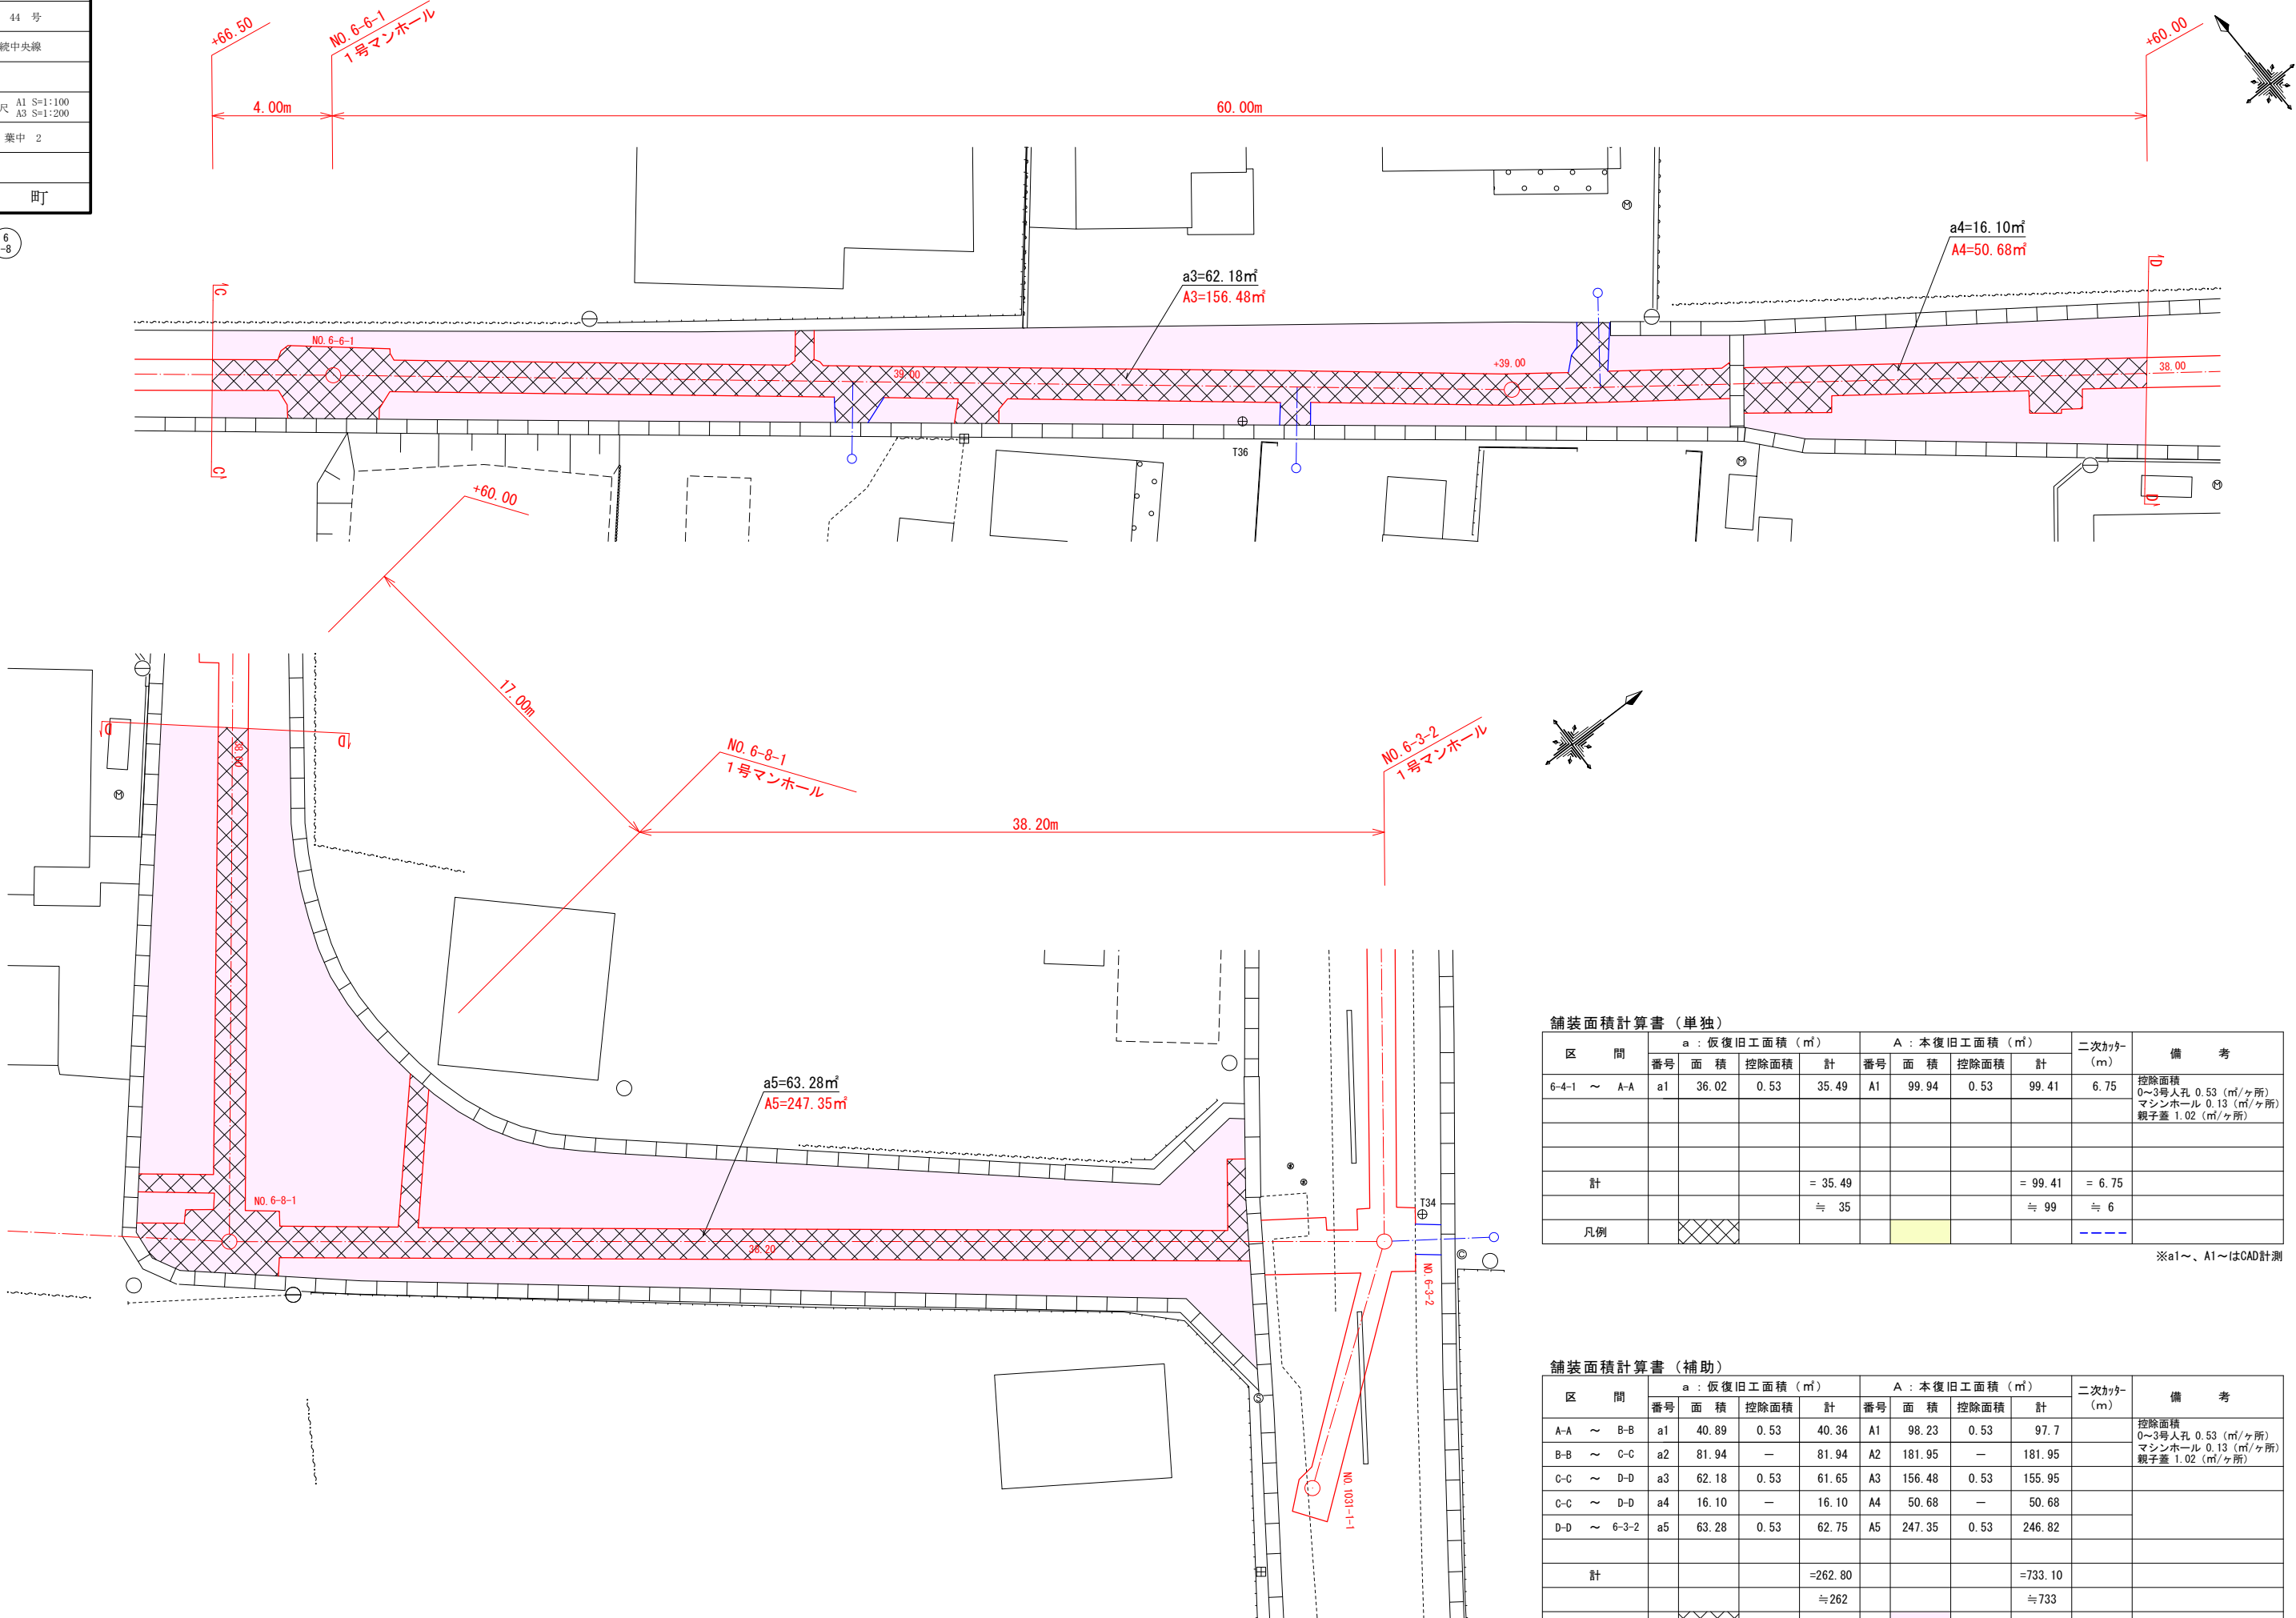 44 号
続中央線
尺 A1 S=1:100
A3 S=1:200
葉中 2
町
6
-8
+66.50
NO.6-6-1
1号マンホール
+60.00
4.00m
60.00m
a4=16.10㎡
A4=50.68㎡
a3=62.18㎡
A3=156.48㎡
C
D
NO.6-6-1
39.00
+39.00
38.00
C
D
T36
+60.00
17.00m
NO.6-8-1
1号マンホール
NO.6-3-2
1号マンホール
38.20m
D
D
38.00
a5=63.28㎡
A5=247.35㎡
NO.6-8-1
38.20
T34
NO.6-3-2
NO.1031-1-1
舗装面積計算書（単独）
区 間 a : 仮復旧工面積（㎡） A : 本復旧工面積（㎡） 二次カッター（m） 備 考
番号 面 積 控除面積 計 番号 面 積 控除面積 計
6-4-1 ～ A-A a1 36.02 0.53 35.49 A1 99.94 0.53 99.41 6.75
控除面積
0～3号人孔 0.53（㎡/ヶ所）
マシンホール 0.13（㎡/ヶ所）
親子蓋 1.02（㎡/ヶ所）
計 = 35.49 = 99.41 = 6.75
≒ 35 ≒ 99 ≒ 6
凡例
※a1～、A1～はCAD計測
舗装面積計算書（補助）
区 間 a : 仮復旧工面積（㎡） A : 本復旧工面積（㎡） 二次カッター（m） 備 考
番号 面 積 控除面積 計 番号 面 積 控除面積 計
A-A ～ B-B a1 40.89 0.53 40.36 A1 98.23 0.53 97.7
控除面積
0～3号人孔 0.53（㎡/ヶ所）
マシンホール 0.13（㎡/ヶ所）
親子蓋 1.02（㎡/ヶ所）
B-B ～ C-C a2 81.94 － 81.94 A2 181.95 － 181.95
C-C ～ D-D a3 62.18 0.53 61.65 A3 156.48 0.53 155.95
C-C ～ D-D a4 16.10 － 16.10 A4 50.68 － 50.68
D-D ～ 6-3-2 a5 63.28 0.53 62.75 A5 247.35 0.53 246.82
計 =262.80 =733.10
≒262 ≒733